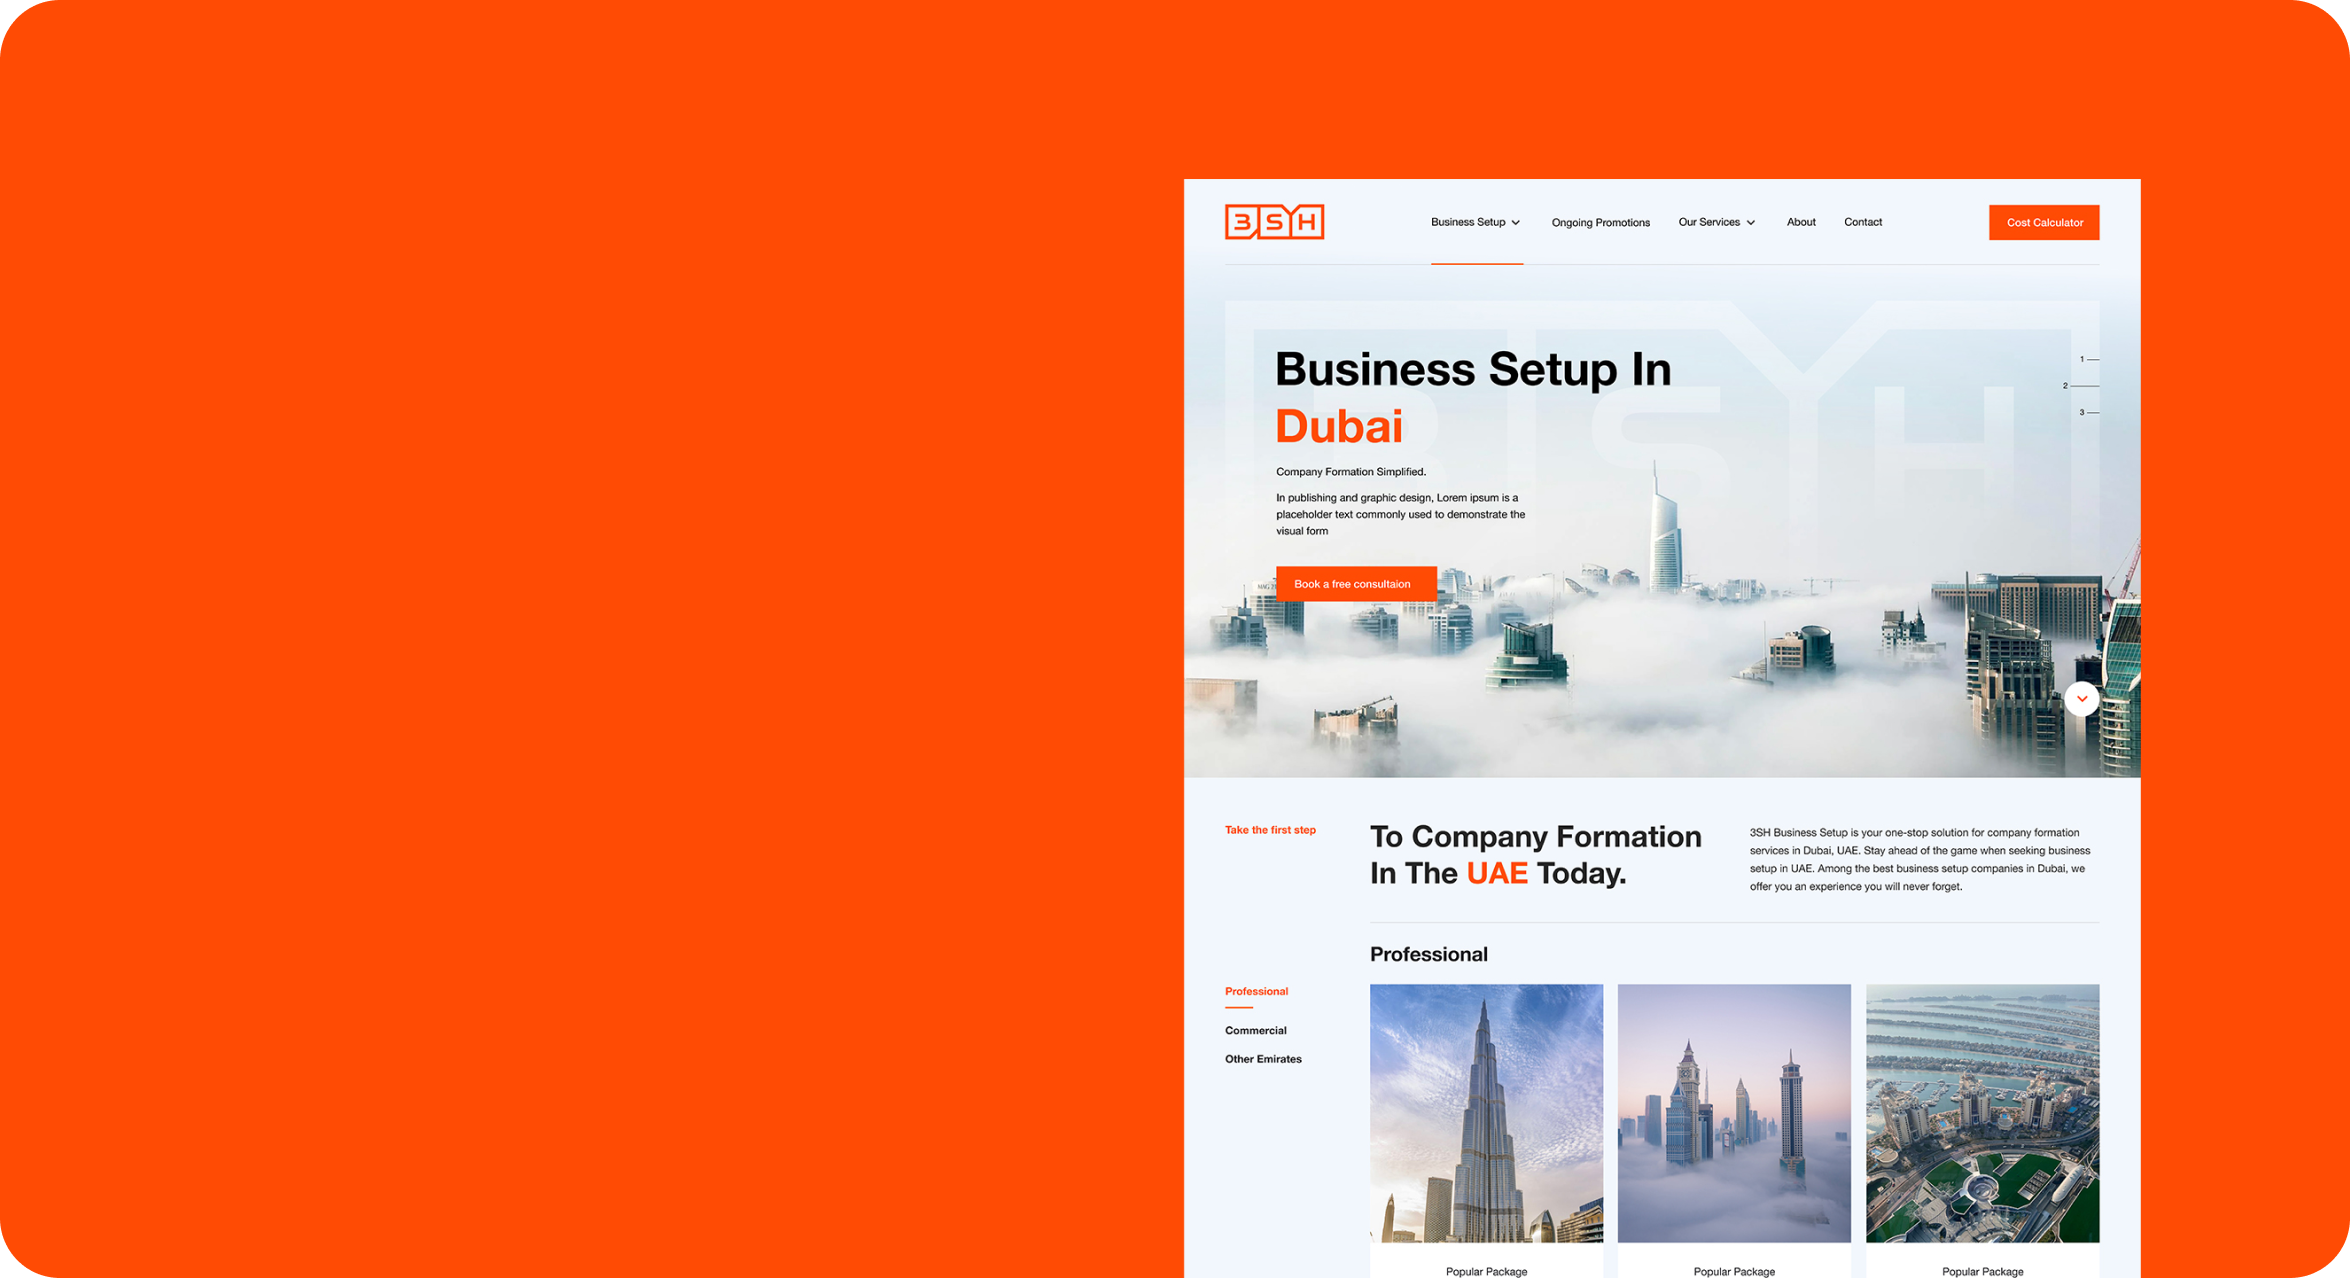 3SH
Business Setup
Ongoing Promotions
Our Services
About
Contact
Cost Calculator
3SH
Business Setup In
Dubai
1
2
3
Company Formation Simplified.
In publishing and graphic design, Lorem ipsum is a
placeholder text commonly used to demonstrate the
visual form
Book a free consultaion
Take the first step
To Company Formation
In The UAE Today.
3SH Business Setup is your one-stop solution for company formation
services in Dubai, UAE. Stay ahead of the game when seeking business
setup in UAE. Among the best business setup companies in Dubai, we
offer you an experience you will never forget.
Professional
Professional
Commercial
Other Emirates
Popular Package
Popular Package
Popular Package